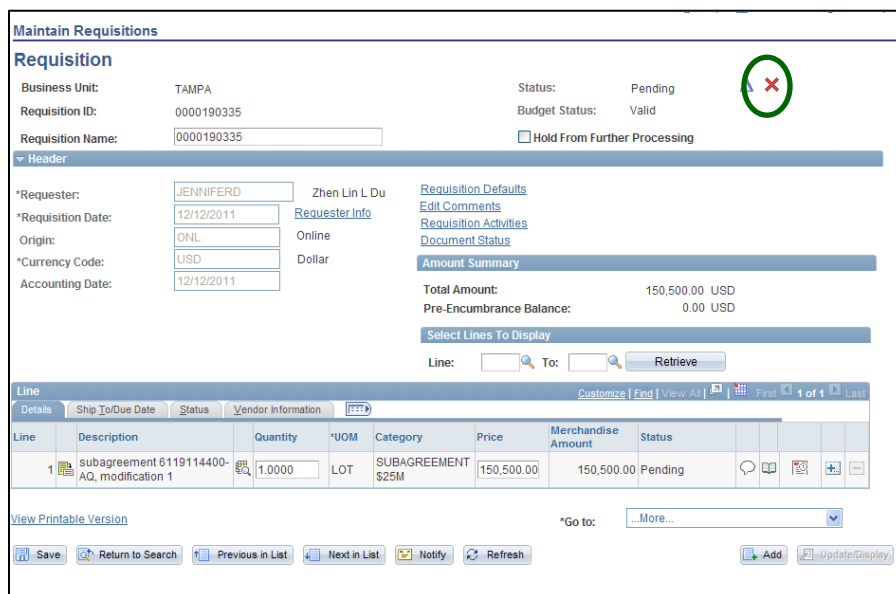 Maintain Requisitions
Requisition
Business Unit: TAMPA Status: Pending
Requisition ID: 0000190335 Budget Status: Valid
Requisition Name: 0000190335 Hold From Further Processing
Header
*Requester: JENNIFERD Zhen Lin L Du Requisition Defaults
*Requisition Date: 12/12/2011 Requester Info Edit Comments
Origin: ONL Online Requisition Activities
*Currency Code: USD Dollar Document Status
Accounting Date: 12/12/2011 Amount Summary
Total Amount: 150,500.00 USD
Pre-Encumbrance Balance: 0.00 USD
Select Lines To Display
Line: To: Retrieve
Line Customize | Find | View All | | First 1 of 1 Last
Details Ship To/Due Date Status Vendor Information
Line Description Quantity *UOM Category Price Merchandise Amount Status
1 subagreement 6119114400- 1.0000 LOT SUBAGREEMENT 150,500.00 150,500.00 Pending
AQ, modification 1 $25M
View Printable Version *Go to: ...More...
Save Return to Search Previous in List Next in List Notify Refresh Add Update/Display